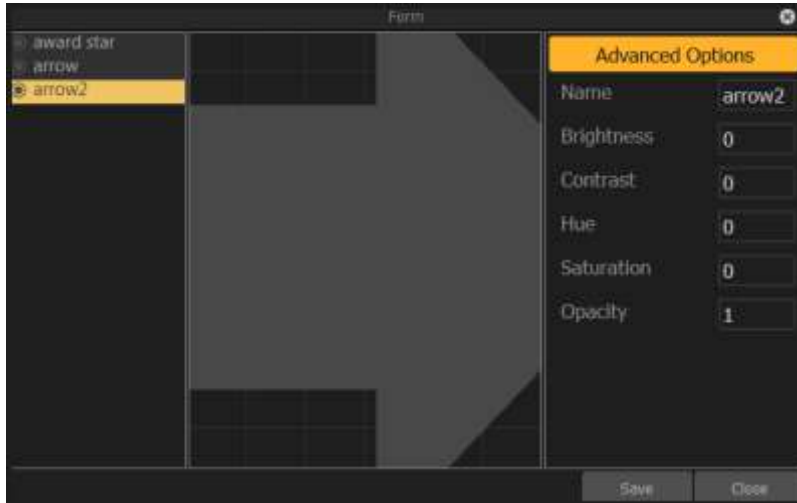 Form
award star
arrow
arrow2
Advanced Options
Name arrow2
Brightness 0
Contrast 0
Hue 0
Saturation 0
Opacity 1
Save Close